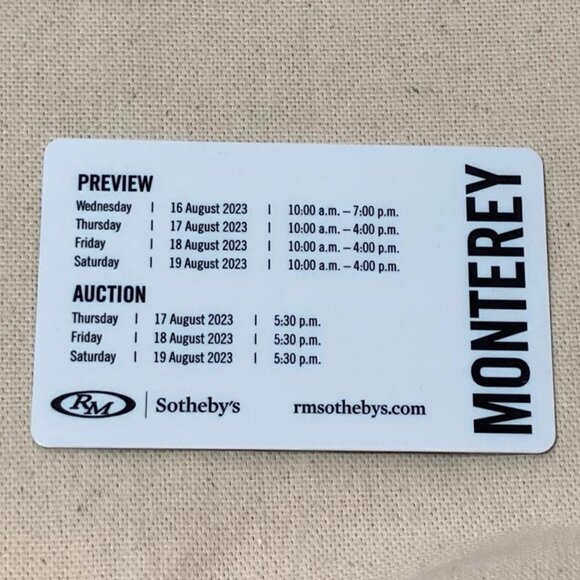 PREVIEW
Wednesday | 16 August 2023 | 10:00 a.m. – 7:00 p.m.
Thursday | 17 August 2023 | 10:00 a.m. – 4:00 p.m.
Friday | 18 August 2023 | 10:00 a.m. – 4:00 p.m.
Saturday | 19 August 2023 | 10:00 a.m. – 4:00 p.m.
AUCTION
Thursday | 17 August 2023 | 5:30 p.m.
Friday | 18 August 2023 | 5:30 p.m.
Saturday | 19 August 2023 | 5:30 p.m.
RM | Sotheby's rmsothebys.com
MONTEREY